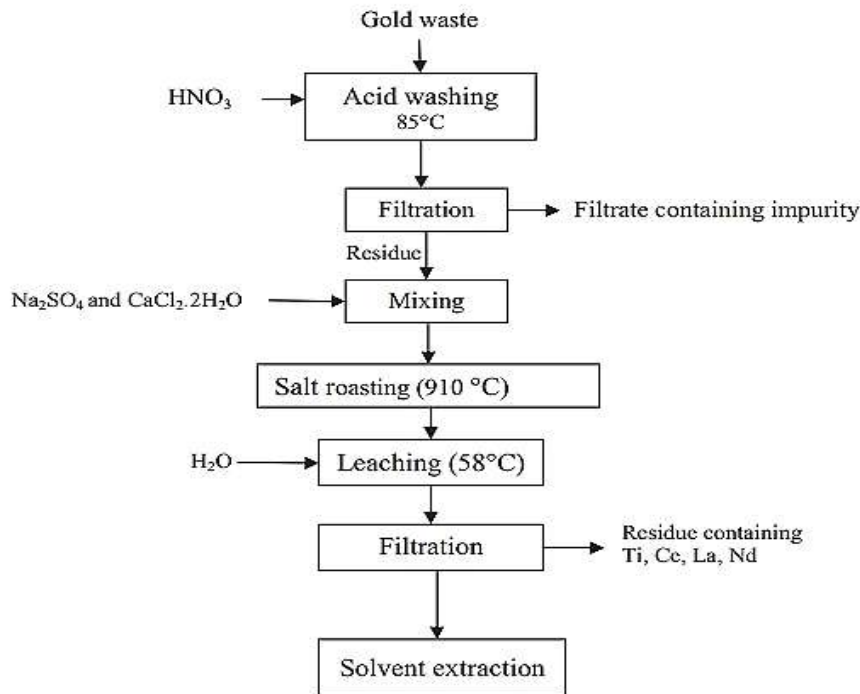 Gold waste
HNO₃
Acid washing
85°C
Filtration
Filtrate containing impurity
Residue
Na₂SO₄ and CaCl₂.2H₂O
Mixing
Salt roasting (910 °C)
H₂O
Leaching (58°C)
Filtration
Residue containing
Ti, Ce, La, Nd
Solvent extraction